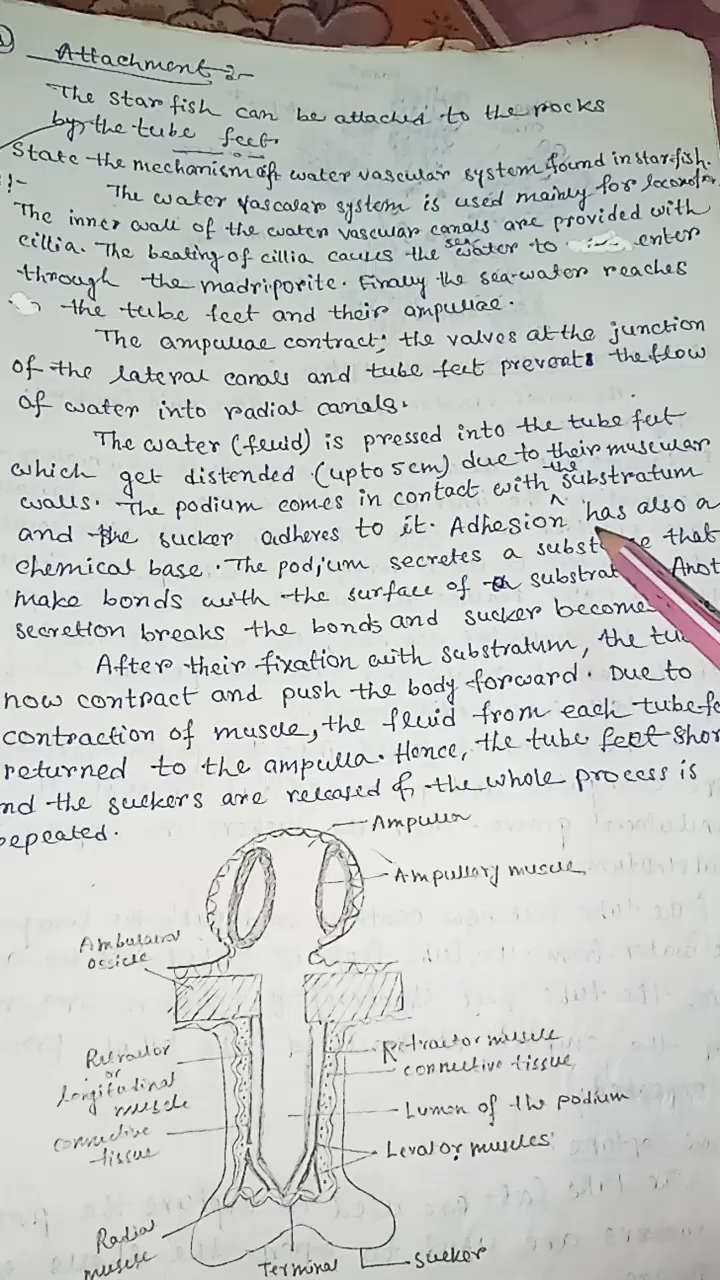 Attachment :-
The star fish can be attached to the rocks
by the tube feet.
State the mechanism of water vascular system found in starfish.
:- The water vascular system is used mainly for
The inner wall of the water vascular canals are provided with
cillia. The beating of cillia causes the sea water to enter
through the madriporite. Finally the sea-water reaches
the tube feet and their ampullae.
The ampullae contract; the valves at the junction
of the lateral canals and tube feet prevent the flow
of water into radial canals.
The water (fluid) is pressed into the tube feet
which get distended (upto 5cm) due to their muscular
walls. The podium comes in contact with the substratum
and the sucker adheres to it. Adhesion has also a
chemical base. The podium secretes a that
make bonds with the surface of
secretion breaks the bonds and sucker become
After their fixation with substratum, the
now contract and push the body forward. Due to
contraction of muscle, the fluid from each
returned to the ampulla. Hence, the tube feet
the suckers are released & the whole process is
repeated.
Ampulla
Ampullary muscle
Ambulacral
ossicle
Retractor
or
longitudinal
muscle
Retractor muscle
connective tissue
Lumen of the podium
connective
tissue
Levator muscles
Radial
muscle
Terminal
sucker